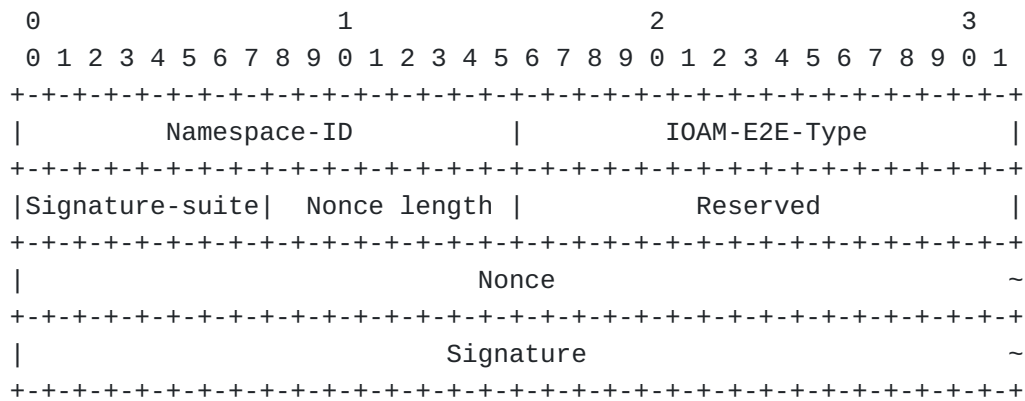 0                   1                   2                   3
 0 1 2 3 4 5 6 7 8 9 0 1 2 3 4 5 6 7 8 9 0 1 2 3 4 5 6 7 8 9 0 1
+-+-+-+-+-+-+-+-+-+-+-+-+-+-+-+-+-+-+-+-+-+-+-+-+-+-+-+-+-+-+-+-+
|         Namespace-ID          |         IOAM-E2E-Type         |
+-+-+-+-+-+-+-+-+-+-+-+-+-+-+-+-+-+-+-+-+-+-+-+-+-+-+-+-+-+-+-+-+
|Signature-suite|  Nonce length |           Reserved            |
+-+-+-+-+-+-+-+-+-+-+-+-+-+-+-+-+-+-+-+-+-+-+-+-+-+-+-+-+-+-+-+-+
|                             Nonce                             ~
+-+-+-+-+-+-+-+-+-+-+-+-+-+-+-+-+-+-+-+-+-+-+-+-+-+-+-+-+-+-+-+-+
|                           Signature                           ~
+-+-+-+-+-+-+-+-+-+-+-+-+-+-+-+-+-+-+-+-+-+-+-+-+-+-+-+-+-+-+-+-+